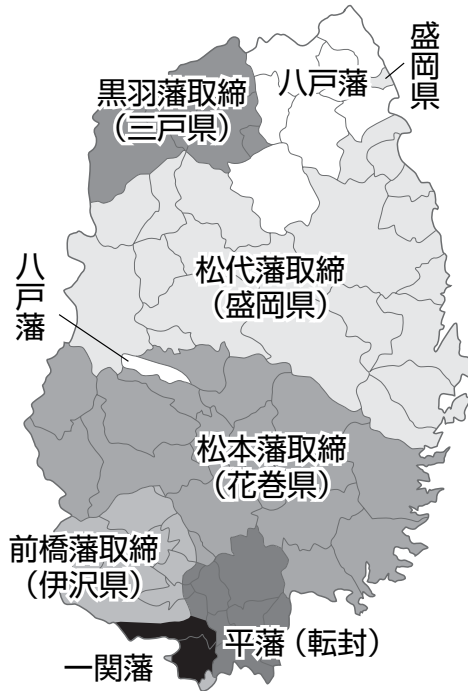 盛岡県
八戸藩
黒羽藩取締
（三戸県）
松代藩取締
（盛岡県）
八戸藩
松本藩取締
（花巻県）
前橋藩取締
（伊沢県）
平藩（転封）
一関藩